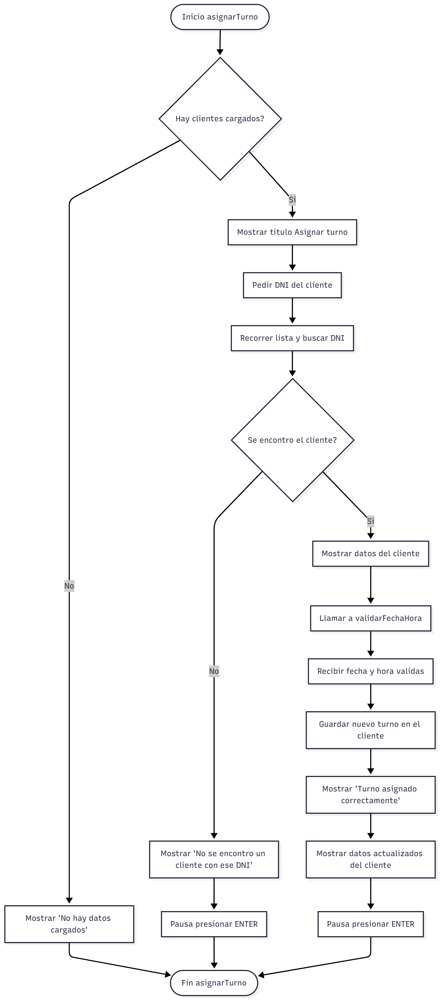 Inicio asignarTurno
Hay clientes cargados?
Si
Mostrar titulo Asignar turno
Pedir DNI del cliente
Recorrer lista y buscar DNI
Se encontro el cliente?
Si
Mostrar datos del cliente
No
Llamar a validarFechaHora
No
Recibir fecha y hora validas
Guardar nuevo turno en el
cliente
Mostrar 'Turno asignado
correctamente'
Mostrar 'No se encontro un
cliente con ese DNI'
Mostrar datos actualizados
del cliente
Mostrar 'No hay datos
cargados'
Pausa presionar ENTER
Pausa presionar ENTER
Fin asignarTurno